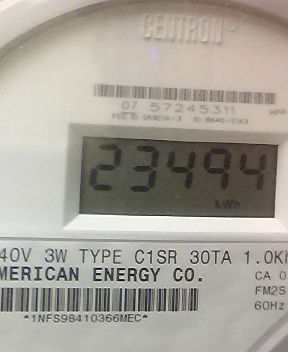 CENTRON®
07 57245311
23494
kWh
40V 3W TYPE C1SR 30TA 1.0Kh
MERICAN ENERGY CO.
CA 0
FM2S
60Hz
*1NFS98410366MEC*